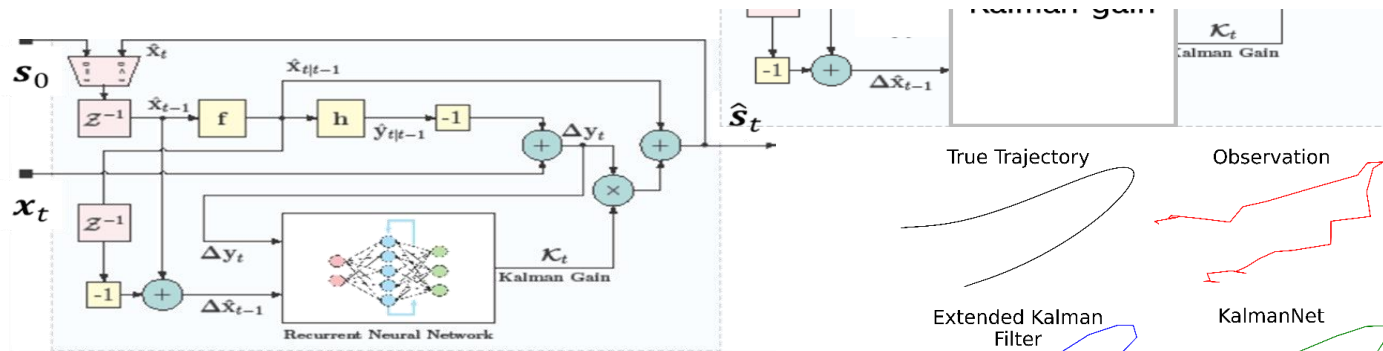 s₀
x̂ₜ
Z⁻¹
x̂ₜ₋₁
f
x̂ₜ|ₜ₋₁
h
ŷₜ|ₜ₋₁
-1
+
Δyₜ
+
ŝₜ
xₜ
×
Z⁻¹
Δyₜ
-1
+
Δx̂ₜ₋₁
𝒦ₜ
Kalman Gain
Recurrent Neural Network
Kalman gain
-1
+
Δx̂ₜ₋₁
𝒦ₜ
alman Gain
True Trajectory
Observation
Extended Kalman
Filter
KalmanNet